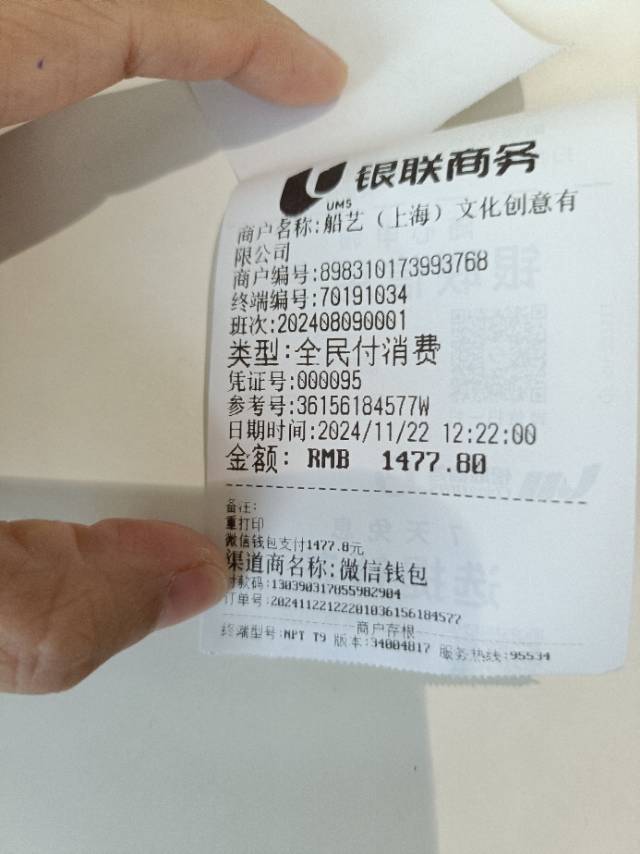 银联商务
UMS
商户名称:船艺（上海）文化创意有
限公司
商户编号:898310173993768
终端编号:70191034
班次:202408090001
类型:全民付消费
凭证号:000095
参考号:36156184577W
日期时间:2024/11/22 12:22:00
金额: RMB 1477.80
备注:
重打印
微信钱包支付1477.8元
渠道商名称:微信钱包
付款码:130390317855982904
订单号:20241122122201036156184577
商户存根
终端型号:NPT T9 版本:34004817 服务热线:95534